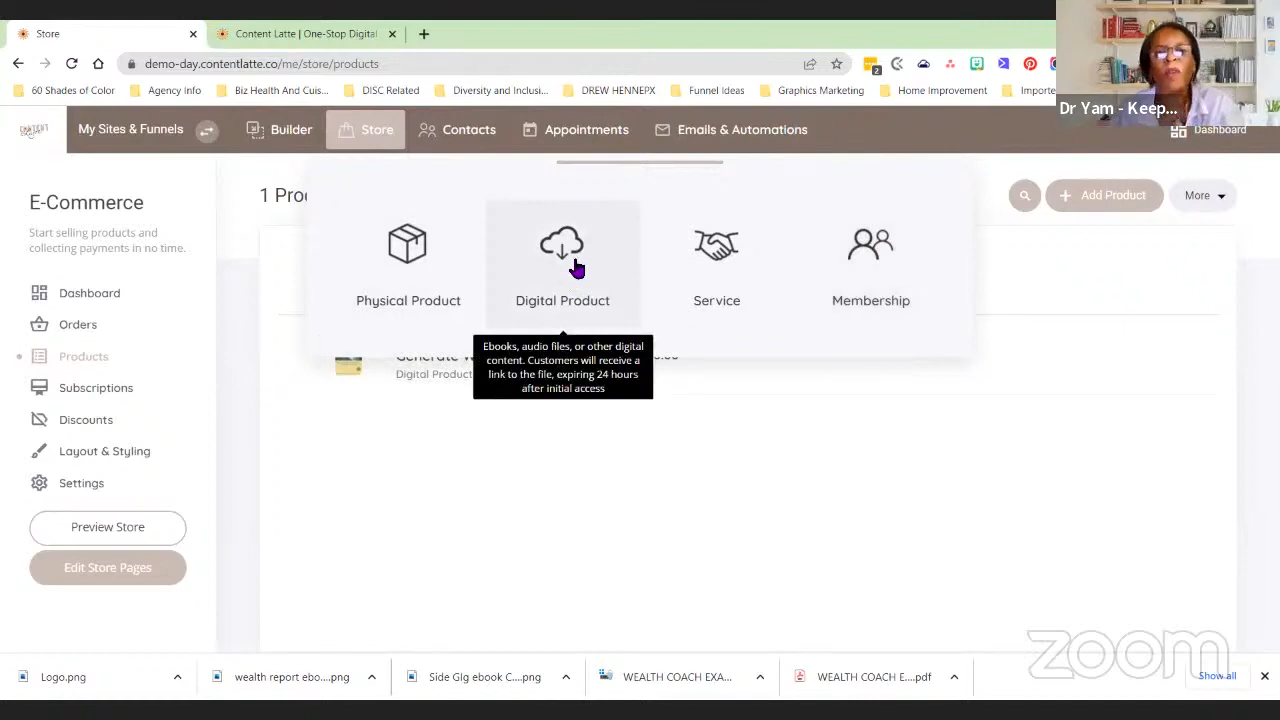 Store
Content Latte | One-Stop Digital
demo-day.contentlatte.co/me/store/products
2
60 Shades of Color
Agency Info
Biz Health And Cuis...
DISC Related
Diversity and Inclusi...
DREW HENNEPX
Funnel Ideas
Graphics Marketing
Home Improvement
Importe
Dr Yam - Keep...
CONTENT
My Sites & Funnels
Builder
Store
Contacts
Appointments
Emails & Automations
Dashboard
E-Commerce
Start selling products and
collecting payments in no time.
Dashboard
Orders
Products
Subscriptions
Discounts
Layout & Styling
Settings
Preview Store
Edit Store Pages
1 Pro
Add Product
More
Physical Product
Digital Product
Service
Membership
Ebooks, audio files, or other digital
content. Customers will receive a
link to the file, expiring 24 hours
after initial access
Generate W
Digital Product
zoom
Logo.png
wealth report ebo....png
Side Gig ebook C....png
WEALTH COACH EXA...
WEALTH COACH E....pdf
Show all